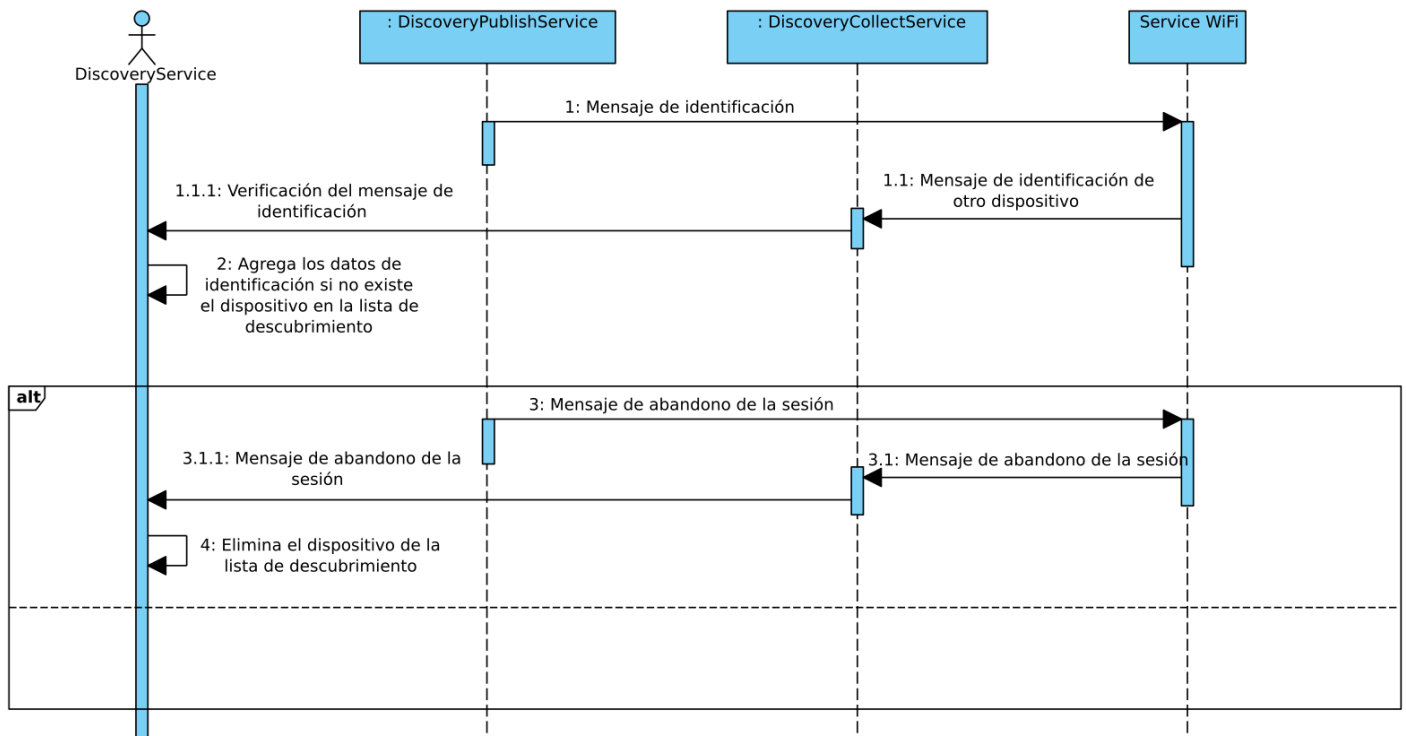 DiscoveryService
: DiscoveryPublishService
: DiscoveryCollectService
Service WiFi
1: Mensaje de identificación
1.1: Mensaje de identificación de
otro dispositivo
1.1.1: Verificación del mensaje de
identificación
2: Agrega los datos de
identificación si no existe
el dispositivo en la lista de
descubrimiento
alt
3: Mensaje de abandono de la sesión
3.1: Mensaje de abandono de la sesión
3.1.1: Mensaje de abandono de la
sesión
4: Elimina el dispositivo de la
lista de descubrimiento